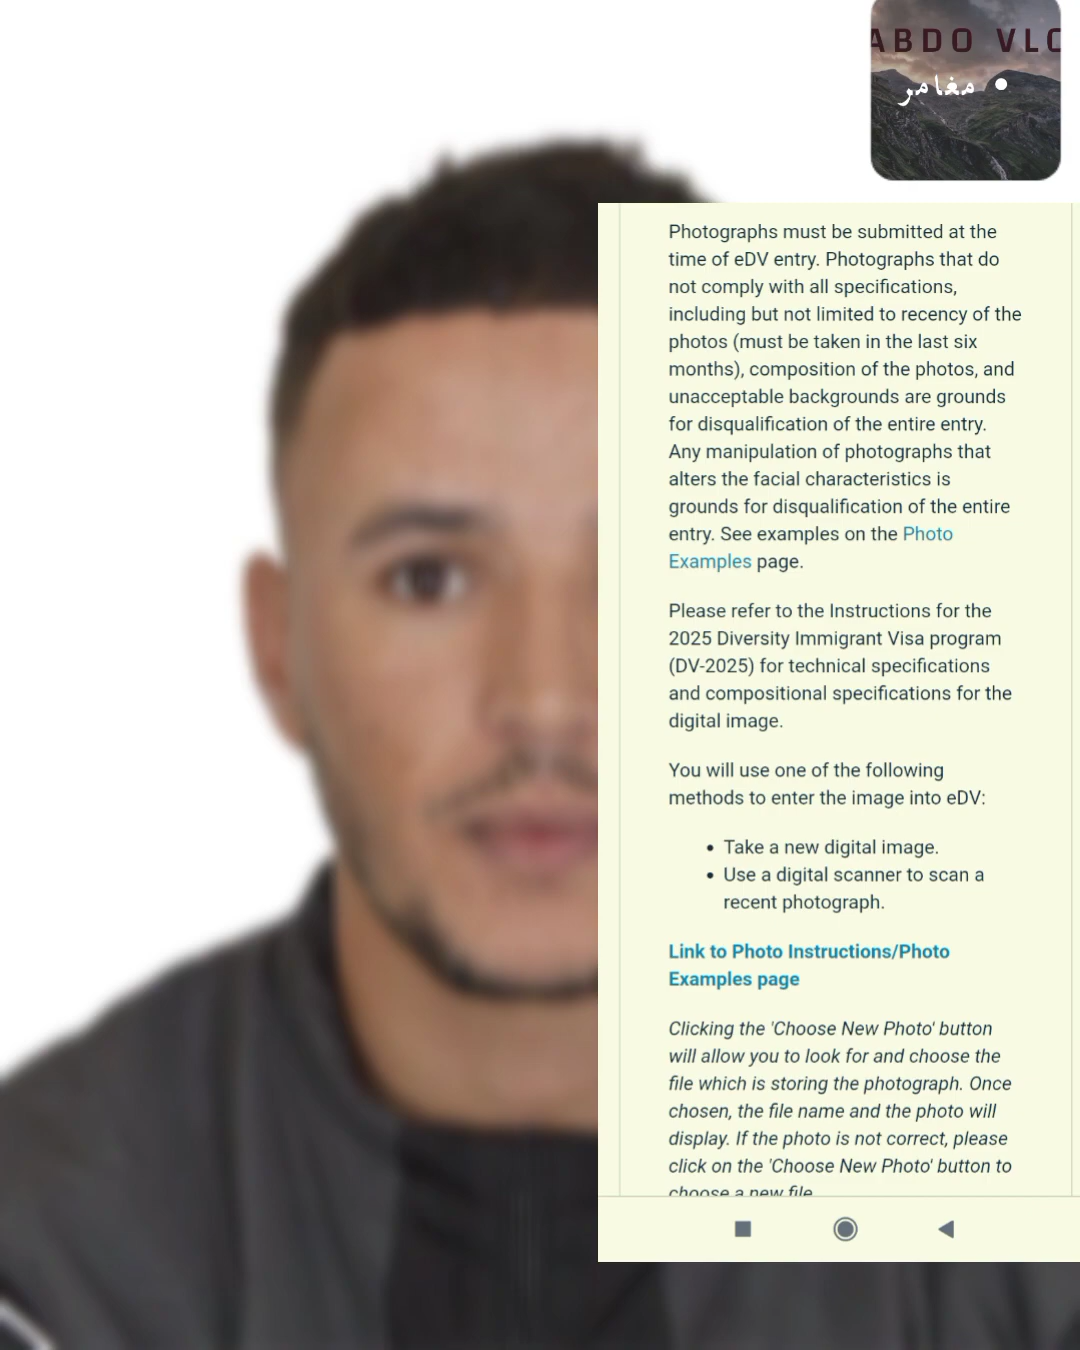 ABDO VLO
مغامر
Photographs must be submitted at the
time of eDV entry. Photographs that do
not comply with all specifications,
including but not limited to recency of the
photos (must be taken in the last six
months), composition of the photos, and
unacceptable backgrounds are grounds
for disqualification of the entire entry.
Any manipulation of photographs that
alters the facial characteristics is
grounds for disqualification of the entire
entry. See examples on the Photo
Examples page.
Please refer to the Instructions for the
2025 Diversity Immigrant Visa program
(DV-2025) for technical specifications
and compositional specifications for the
digital image.
You will use one of the following
methods to enter the image into eDV:
• Take a new digital image.
• Use a digital scanner to scan a
recent photograph.
Link to Photo Instructions/Photo
Examples page
Clicking the 'Choose New Photo' button
will allow you to look for and choose the
file which is storing the photograph. Once
chosen, the file name and the photo will
display. If the photo is not correct, please
click on the 'Choose New Photo' button to
choose a new file